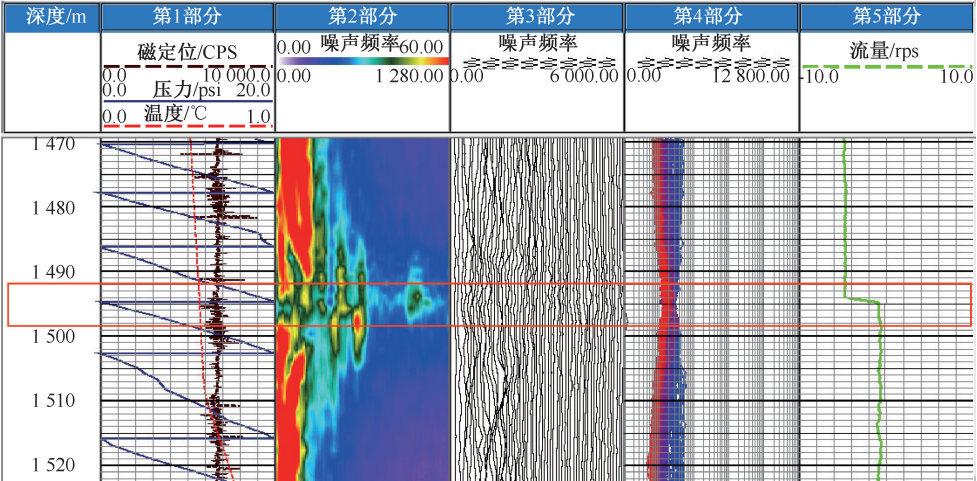 深度/m 第1部分 第2部分 第3部分 第4部分 第5部分
磁定位/CPS
0.0 10 000.0
0.0 压力/psi 20.0
温度/℃
0.0 1.0
0.00 噪声频率 60.00
0.00 1 280.00
噪声频率
0.00 6 000.00
噪声频率
0.00 12 800.00
流量/rps
-10.0 10.0
1 470
1 480
1 490
1 500
1 510
1 520